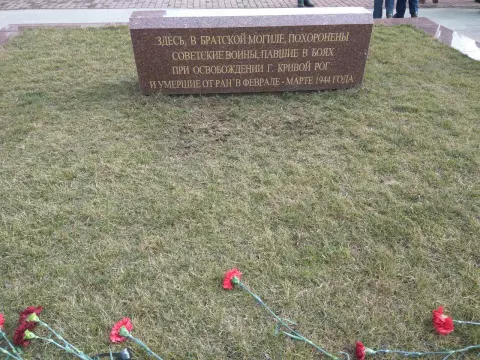 ЗДЕСЬ, В БРАТСКОЙ МОГИЛЕ, ПОХОРОНЕНЫ
СОВЕТСКИЕ ВОИНЫ, ПАВШИЕ В БОЯХ
ПРИ ОСВОБОЖДЕНИИ Г. КРИВОЙ РОГ
И УМЕРШИЕ ОТ РАН В ФЕВРАЛЕ - МАРТЕ 1944 ГОДА